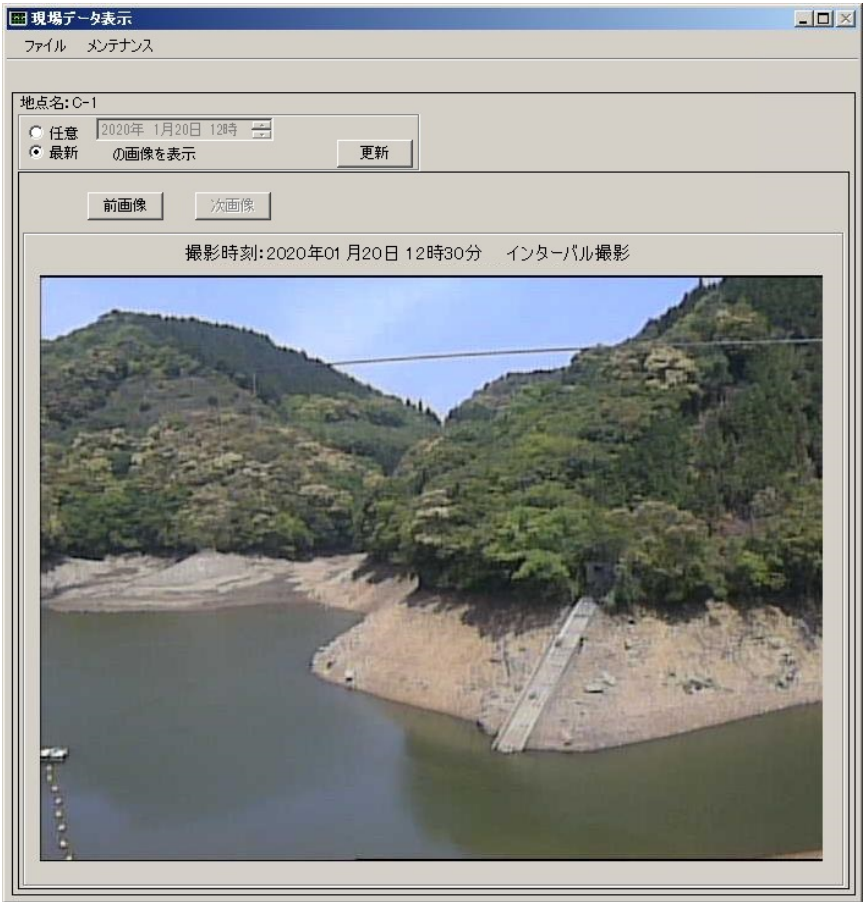 現場データ表示
ファイル メンテナンス
地点名:C-1
任意 2020年 1月20日 12時
最新 の画像を表示 更新
前画像 次画像
撮影時刻:2020年01月20日12時30分 インターバル撮影